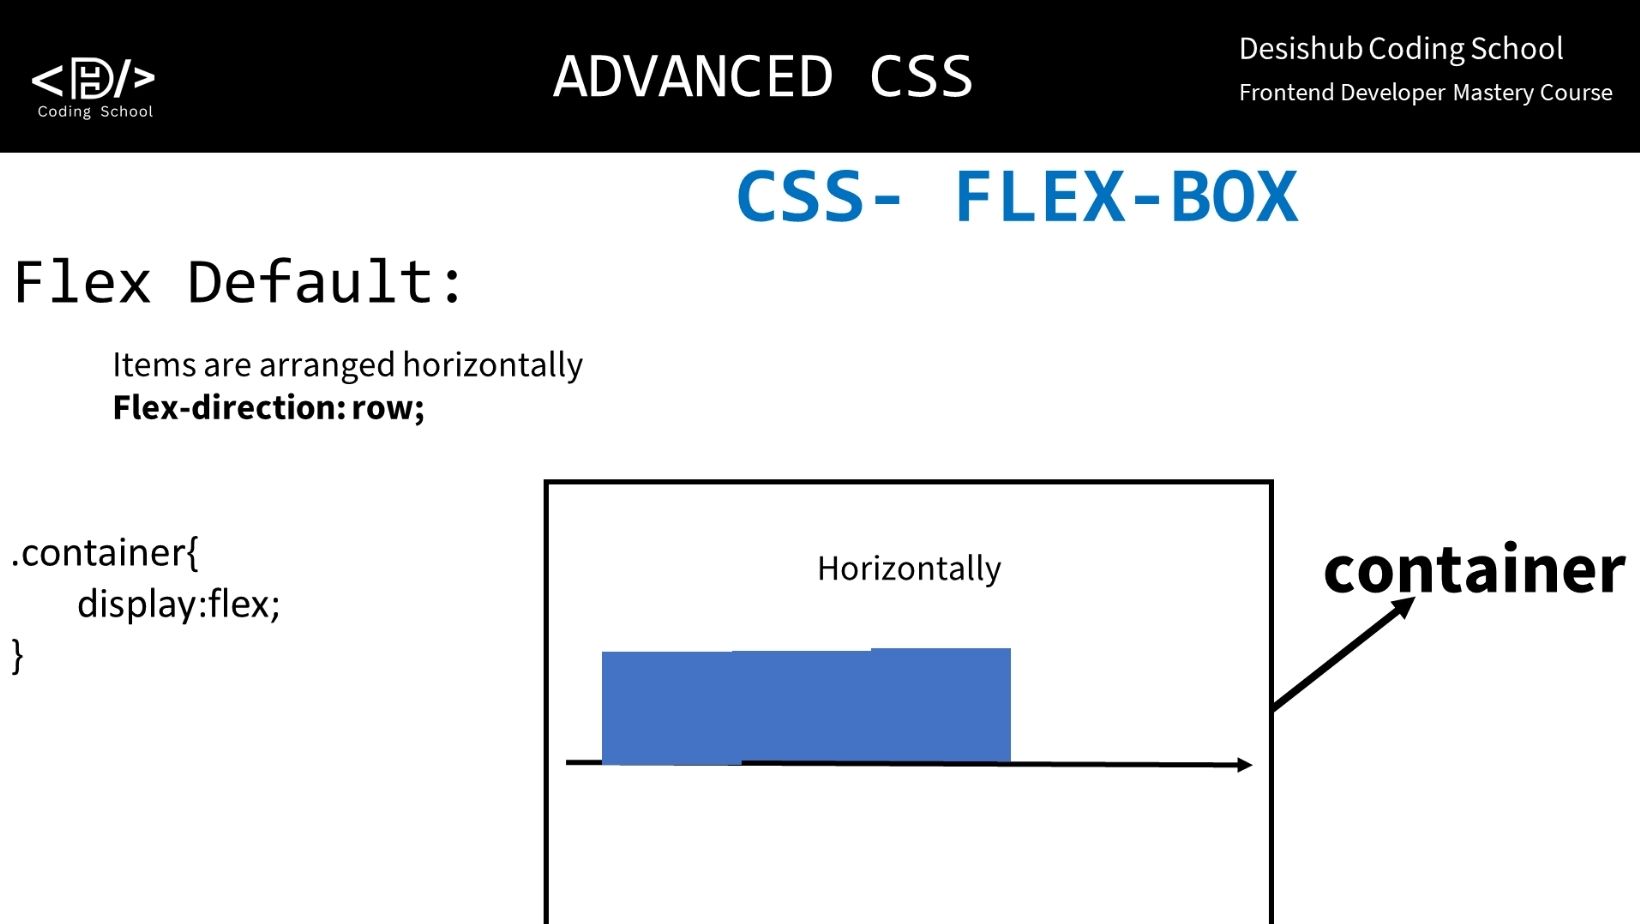 <DH/>
Coding School
ADVANCED CSS
Desishub Coding School
Frontend Developer Mastery Course
CSS- FLEX-BOX
Flex Default:
Items are arranged horizontally
Flex-direction: row;
.container{
display:flex;
}
Horizontally
container